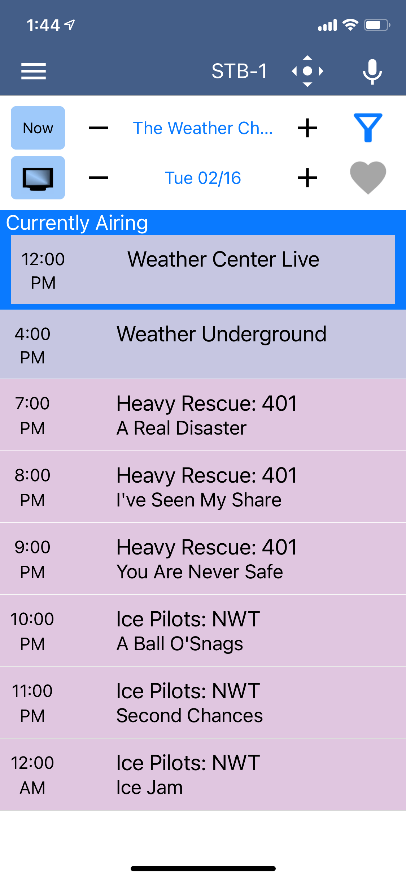 1:44
STB-1
Now
The Weather Ch...
Tue 02/16
Currently Airing
12:00 PM
Weather Center Live
4:00 PM
Weather Underground
7:00 PM
Heavy Rescue: 401
A Real Disaster
8:00 PM
Heavy Rescue: 401
I've Seen My Share
9:00 PM
Heavy Rescue: 401
You Are Never Safe
10:00 PM
Ice Pilots: NWT
A Ball O'Snags
11:00 PM
Ice Pilots: NWT
Second Chances
12:00 AM
Ice Pilots: NWT
Ice Jam